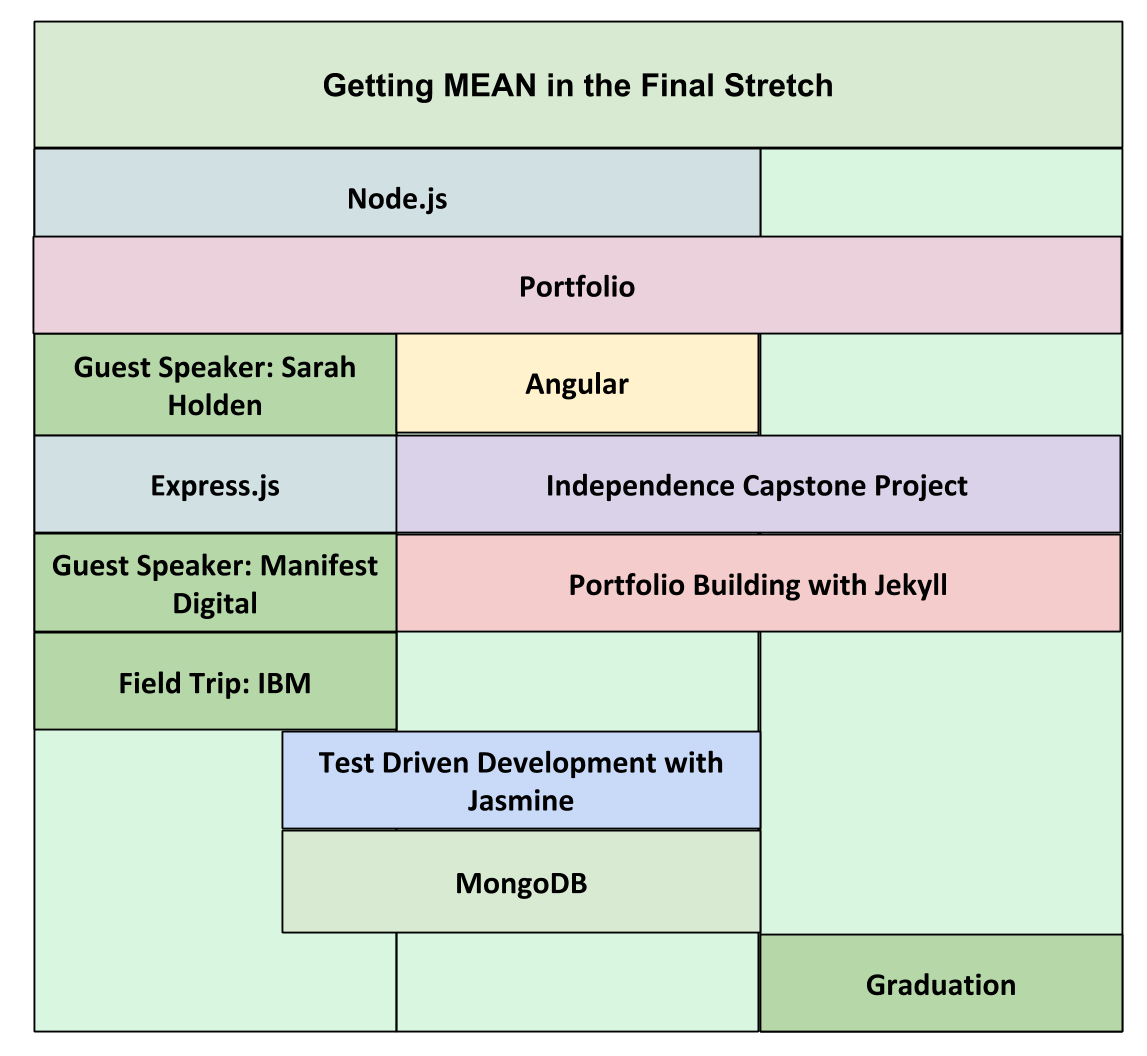 Getting MEAN in the Final Stretch
Node.js
Portfolio
Guest Speaker: Sarah
Holden
Angular
Express.js
Independence Capstone Project
Guest Speaker: Manifest
Digital
Portfolio Building with Jekyll
Field Trip: IBM
Test Driven Development with
Jasmine
MongoDB
Graduation